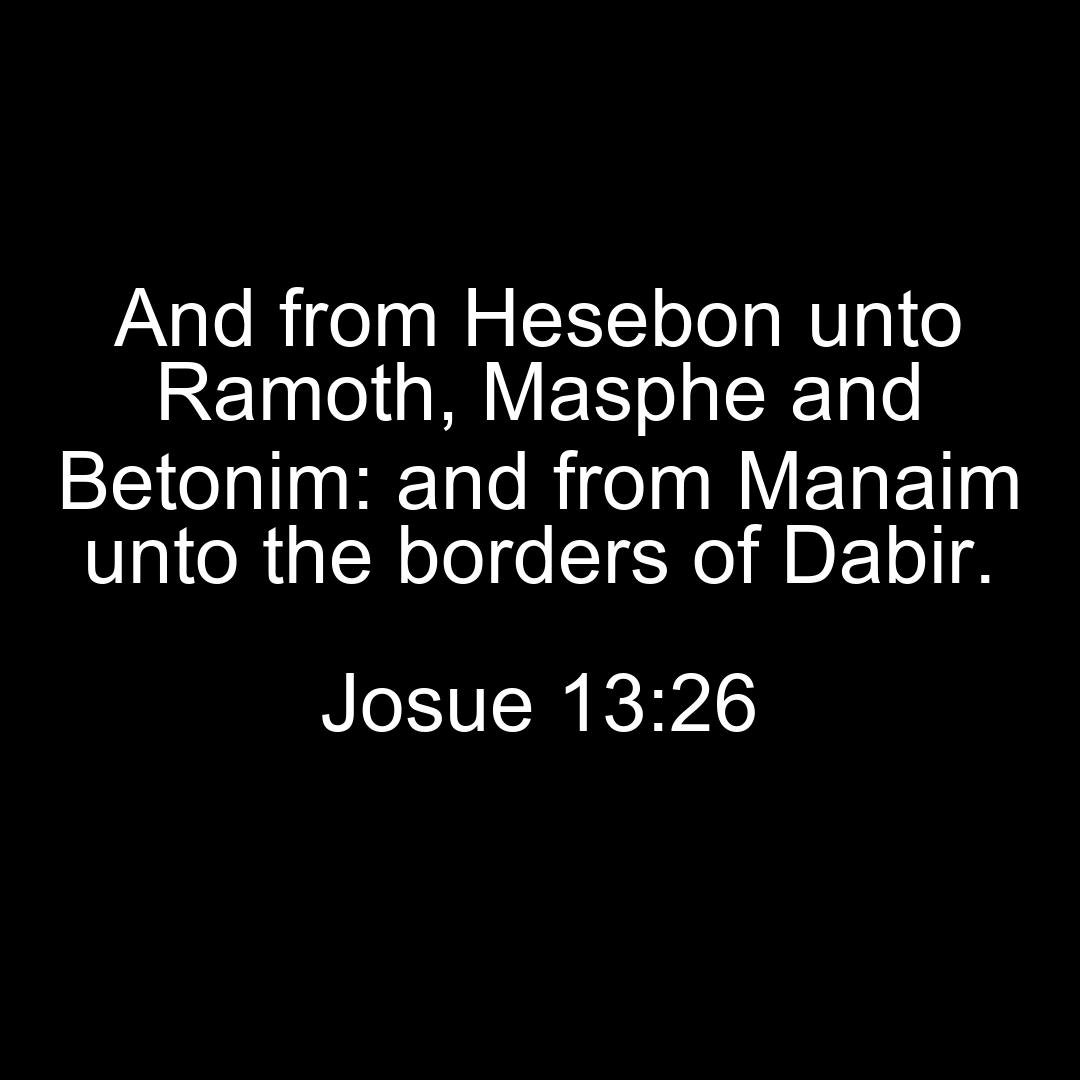 And from Hesebon unto
Ramoth, Masphe and
Betonim: and from Manaim
unto the borders of Dabir.
Josue 13:26